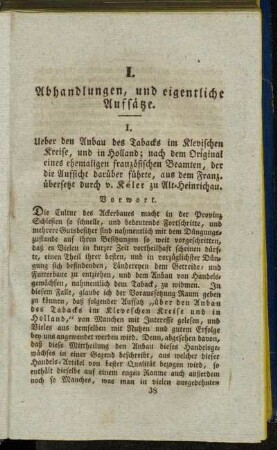 I.
Abhandlungen, und eigentliche
Aufsätze.
I.
Ueber den Anbau des Tabacks im Klevischen
Kreise, und in Holland; nach dem Original
eines ehemaligen französischen Beamten, der
die Aufsicht darüber führte, aus dem Franz.
übersetzt durch v. Keler zu Alt-Heinrichau.
Vorwort.
Die Cultur des Ackerbaues macht in der Provinz
Schlesien so schnelle, und bedeutende Fortschritte, und
mehrere Gutsbesitzer sind nahmentlich mit dem Düngungs-
zustande auf ihren Besitzungen so weit vorgeschritten,
daß es Vielen in kurzer Zeit vortheilhaft scheinen dürf-
te, einen Theil ihrer besten, und in vorzüglichster Dün-
gung sich befindenden, Ländereyen dem Getreide- und
Futterbaue zu entziehen, und dem Anbau von Handels-
gewächsen, nahmentlich dem Taback, zu widmen. In
diesem Falle, glaube ich der Voraussetzung Raum geben
zu können, daß folgender Aufsatz „über den Anbau
des Tabacks im Kleveschen Kreise und in
Holland,“ von Manchen mit Interesse gelesen, und
Vieles aus demselben mit Nutzen und gutem Erfolge
bey uns angewendet werden wird. Denn, abgesehen davon,
daß diese Mittheilung den Anbau dieses Handelsge-
wächses in einer Gegend beschreibt, aus welcher dieser
Handels-Artikel von bester Qualität bezogen wird, so
enthält dieselbe auf einem engen Raume auch ausserdem
noch so Manches, was man in vielen ausgedehnten
38